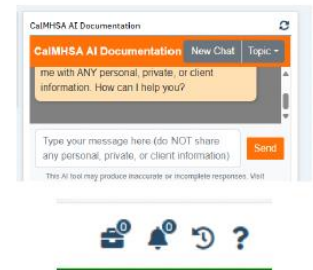 CalMHSA AI Documentation
CalMHSA AI Documentation New Chat Topic
me with ANY personal, private, or client
information. How can I help you?
Type your message here (do NOT share
any personal, private, or client information)
Send
This AI tool may produce inaccurate or incomplete responses. Visit
0 0 ?